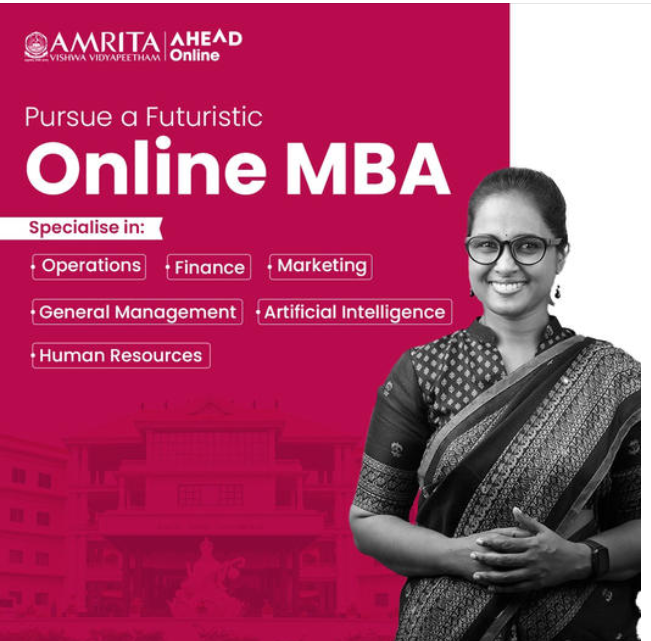 AMRITA
VISHWA VIDYAPEETHAM
AHEAD
Online
Pursue a Futuristic
Online MBA
Specialise in:
· Operations · Finance · Marketing
· General Management · Artificial Intelligence
· Human Resources